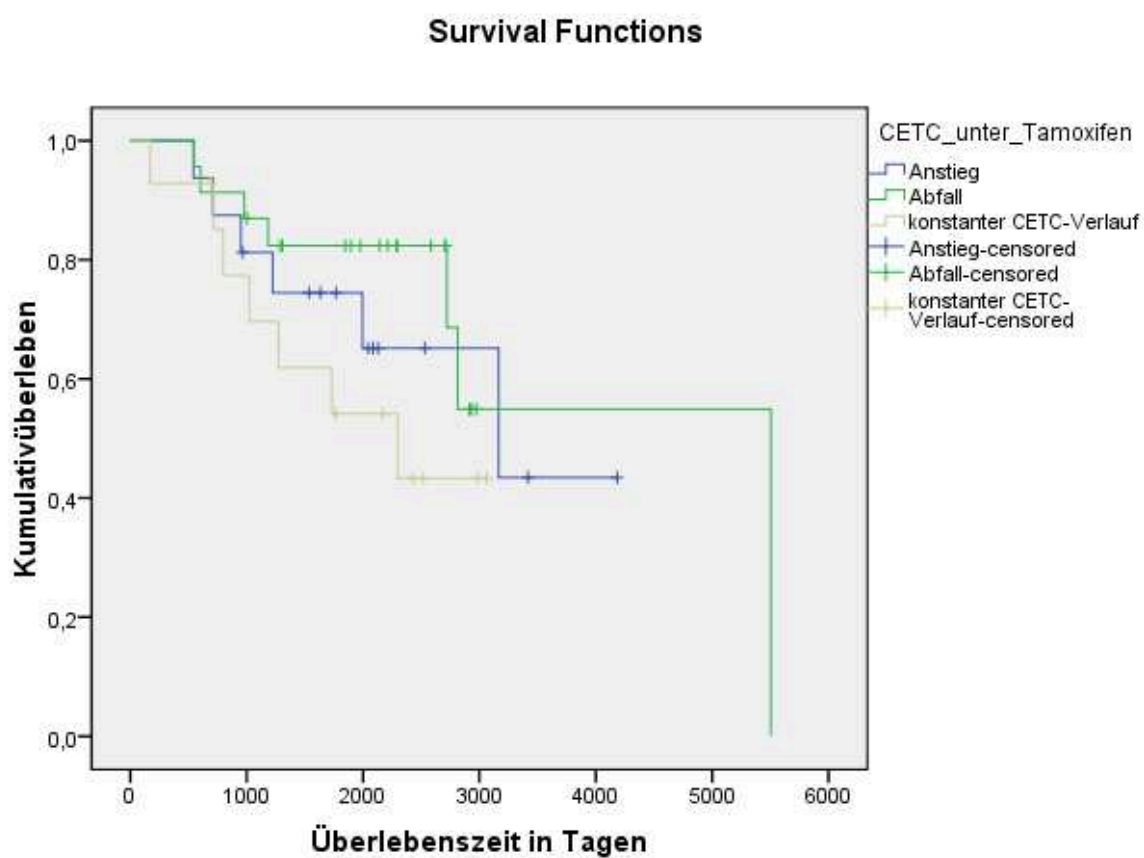 Survival Functions
CETC_unter_Tamoxifen
Anstieg
Abfall
konstanter CETC-Verlauf
Anstieg-censored
Abfall-censored
konstanter CETC-
Verlauf-censored
Kumulativüberleben
1,0
0,8
0,6
0,4
0,2
0,0
0 1000 2000 3000 4000 5000 6000
Überlebenszeit in Tagen